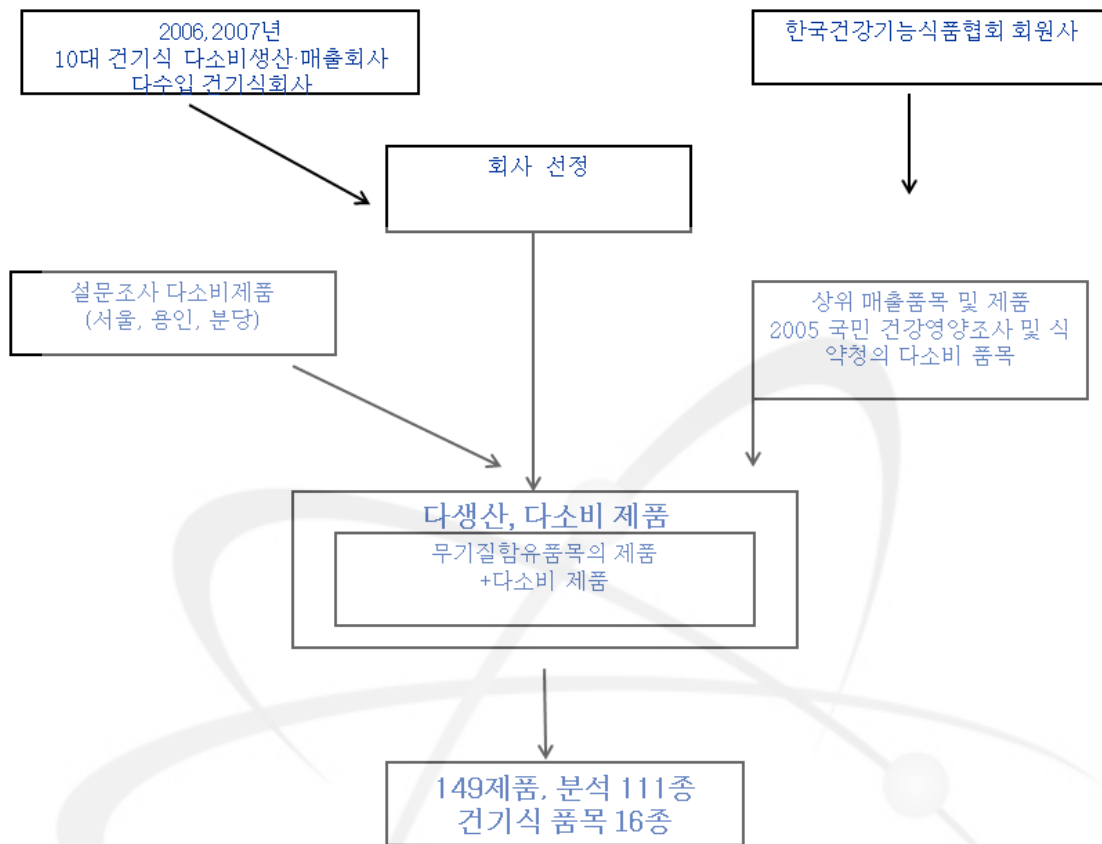 2006,2007년
10대 건기식 다소비생산·매출회사
다수입 건기식회사
한국건강기능식품협회 회원사
회사 선정
설문조사 다소비제품
(서울, 용인, 분당)
상위 매출품목 및 제품
2005 국민 건강영양조사 및 식
약청의 다소비 품목
다생산, 다소비 제품
무기질함유품목의 제품
+다소비 제품
149제품, 분석 111종
건기식 품목 16종